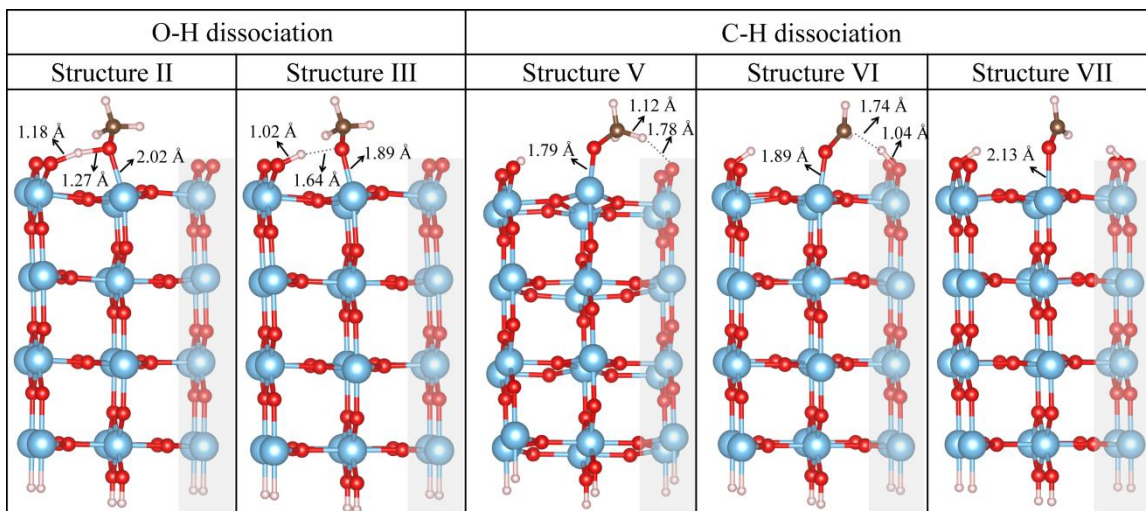 O-H dissociation
C-H dissociation
Structure II
Structure III
Structure V
Structure VI
Structure VII
1.18 Å
1.27 Å
2.02 Å
1.02 Å
1.64 Å
1.89 Å
1.12 Å
1.78 Å
1.79 Å
1.74 Å
1.04 Å
1.89 Å
2.13 Å